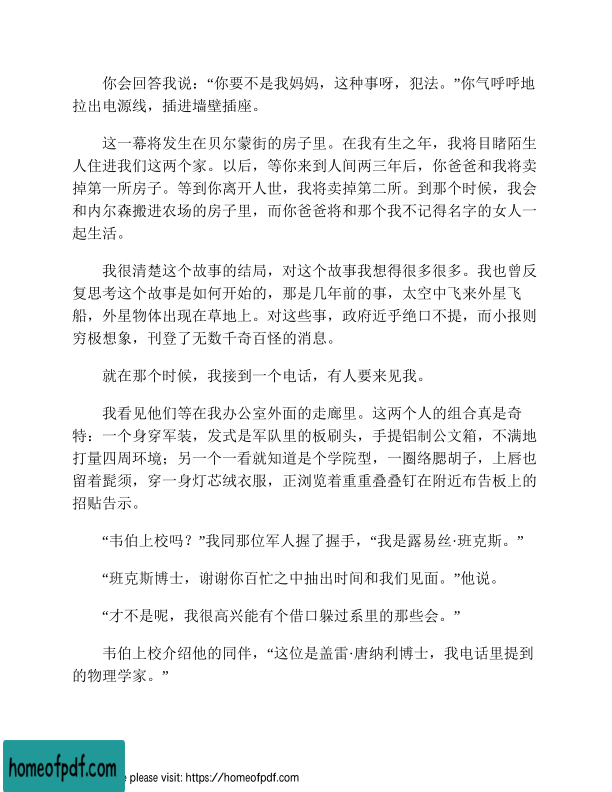 你会回答我说：“你要不是我妈妈，这种事呀，犯法。”你气呼呼地
拉出电源线，插进墙壁插座。
这一幕将发生在贝尔蒙街的房子里。在我有生之年，我将目睹陌生
人住进我们这两个家。以后，等你来到人间两三年后，你爸爸和我将卖
掉第一所房子。等到你离开人世，我将卖掉第二所。到那个时候，我会
和内尔森搬进农场的房子里，而你爸爸将和那个我不记得名字的女人一
起生活。
我很清楚这个故事的结局，对这个故事我想得很多很多。我也曾反
复思考这个故事是如何开始的，那是几年前的事，太空中飞来外星飞
船，外星物体出现在草地上。对这些事，政府近乎绝口不提，而小报则
穷极想象，刊登了无数千奇百怪的消息。
就在那个时候，我接到一个电话，有人要来见我。
我看见他们等在我办公室外面的走廊里。这两个人的组合真是奇
特：一个身穿军装，发式是军队里的板刷头，手提铝制公文箱，不满地
打量四周环境；另一个一看就知道是个学院型，一圈络腮胡子，上唇也
留着髭须，穿一身灯芯绒衣服，正浏览着重重叠叠钉在附近布告板上的
招贴告示。
“韦伯上校吗？”我同那位军人握了握手，“我是露易丝·班克斯。”
“班克斯博士，谢谢你百忙之中抽出时间和我们见面。”他说。
“才不是呢，我很高兴能有个借口躲过系里的那些会。”
韦伯上校介绍他的同伴，“这位是盖雷·唐纳利博士，我电话里提到
的物理学家。”
homeofpdf.com
please visit: https://homeofpdf.com